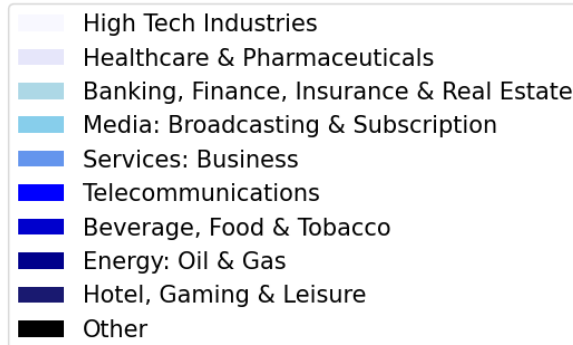 High Tech Industries
Healthcare & Pharmaceuticals
Banking, Finance, Insurance & Real Estate
Media: Broadcasting & Subscription
Services: Business
Telecommunications
Beverage, Food & Tobacco
Energy: Oil & Gas
Hotel, Gaming & Leisure
Other